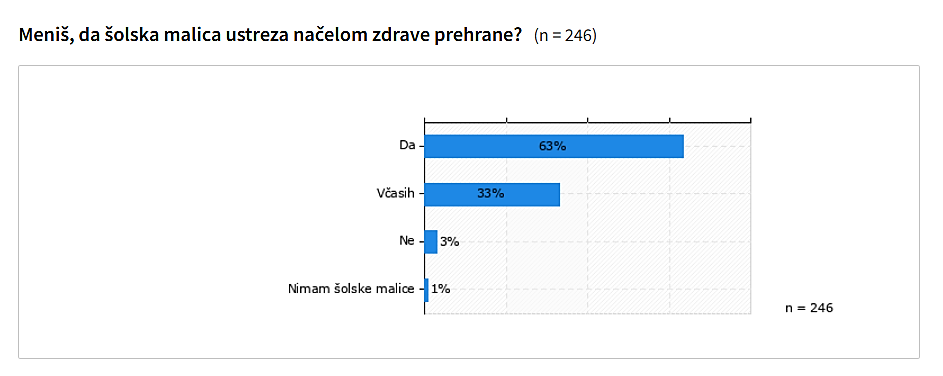 Meniš, da šolska malica ustreza načelom zdrave prehrane? (n = 246)
Da 63%
Včasih 33%
Ne 3%
Nimam šolske malice 1%
n = 246